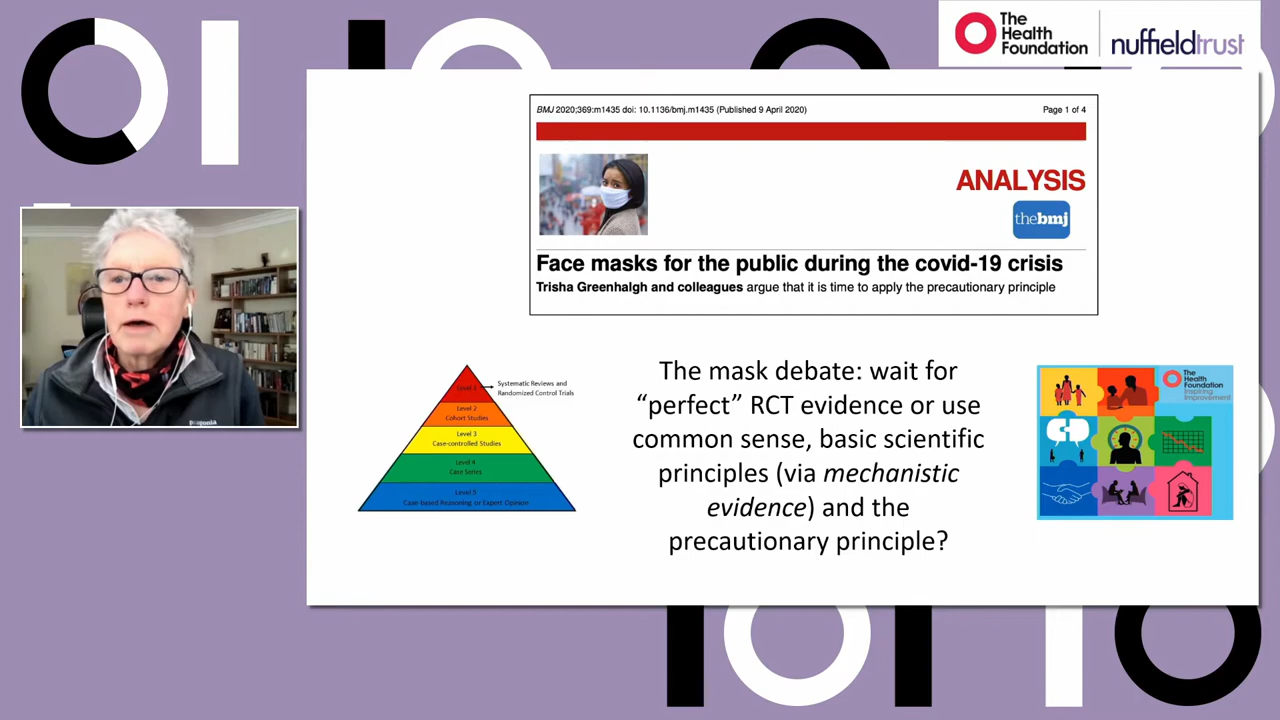 The
Health
Foundation
nuffieldtrust
BMJ 2020;369:m1435 doi: 10.1136/bmj.m1435 (Published 9 April 2020)
Page 1 of 4
ANALYSIS
thebmj
Face masks for the public during the covid-19 crisis
Trisha Greenhalgh and colleagues argue that it is time to apply the precautionary principle
Level 1
Systematic Reviews and
Randomized Control Trials
Level 2
Cohort Studies
Level 3
Case-controlled Studies
Level 4
Case Series
Level 5
Case-based Reasoning or Expert Opinion
The mask debate: wait for
“perfect” RCT evidence or use
common sense, basic scientific
principles (via mechanistic
evidence) and the
precautionary principle?
The
Health
Foundation
Inspiring
Improvement
patagonia